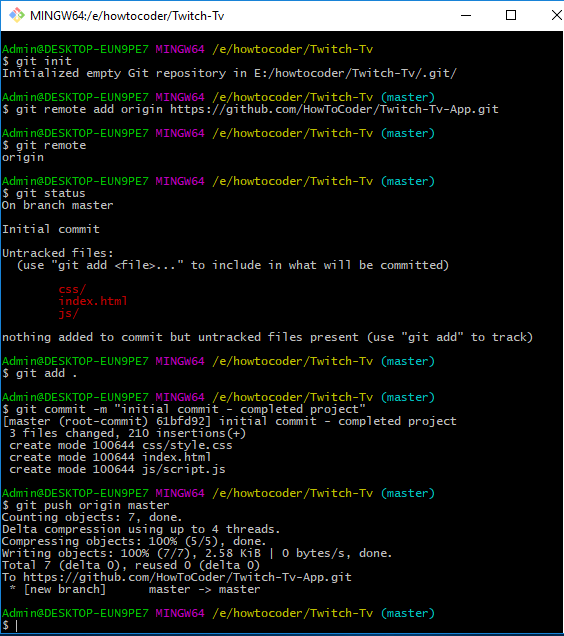 MINGW64:/e/howtocoder/Twitch-Tv
Admin@DESKTOP-EUN9PE7 MINGW64 /e/howtocoder/Twitch-Tv
$ git init
Initialized empty Git repository in E:/howtocoder/Twitch-Tv/.git/
Admin@DESKTOP-EUN9PE7 MINGW64 /e/howtocoder/Twitch-Tv (master)
$ git remote add origin https://github.com/HowToCoder/Twitch-Tv-App.git
Admin@DESKTOP-EUN9PE7 MINGW64 /e/howtocoder/Twitch-Tv (master)
$ git remote
origin
Admin@DESKTOP-EUN9PE7 MINGW64 /e/howtocoder/Twitch-Tv (master)
$ git status
On branch master
Initial commit
Untracked files:
(use "git add <file>..." to include in what will be committed)
css/
index.html
js/
nothing added to commit but untracked files present (use "git add" to track)
Admin@DESKTOP-EUN9PE7 MINGW64 /e/howtocoder/Twitch-Tv (master)
$ git add .
Admin@DESKTOP-EUN9PE7 MINGW64 /e/howtocoder/Twitch-Tv (master)
$ git commit -m "initial commit - completed project"
[master (root-commit) 61bfd92] initial commit - completed project
3 files changed, 210 insertions(+)
create mode 100644 css/style.css
create mode 100644 index.html
create mode 100644 js/script.js
Admin@DESKTOP-EUN9PE7 MINGW64 /e/howtocoder/Twitch-Tv (master)
$ git push origin master
Counting objects: 7, done.
Delta compression using up to 4 threads.
Compressing objects: 100% (5/5), done.
Writing objects: 100% (7/7), 2.58 KiB | 0 bytes/s, done.
Total 7 (delta 0), reused 0 (delta 0)
To https://github.com/HowToCoder/Twitch-Tv-App.git
* [new branch]      master -> master
Admin@DESKTOP-EUN9PE7 MINGW64 /e/howtocoder/Twitch-Tv (master)
$